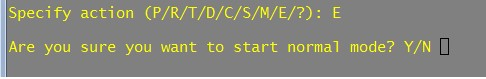 Specify action (P/R/T/D/C/S/M/E/?): E
Are you sure you want to start normal mode? Y/N